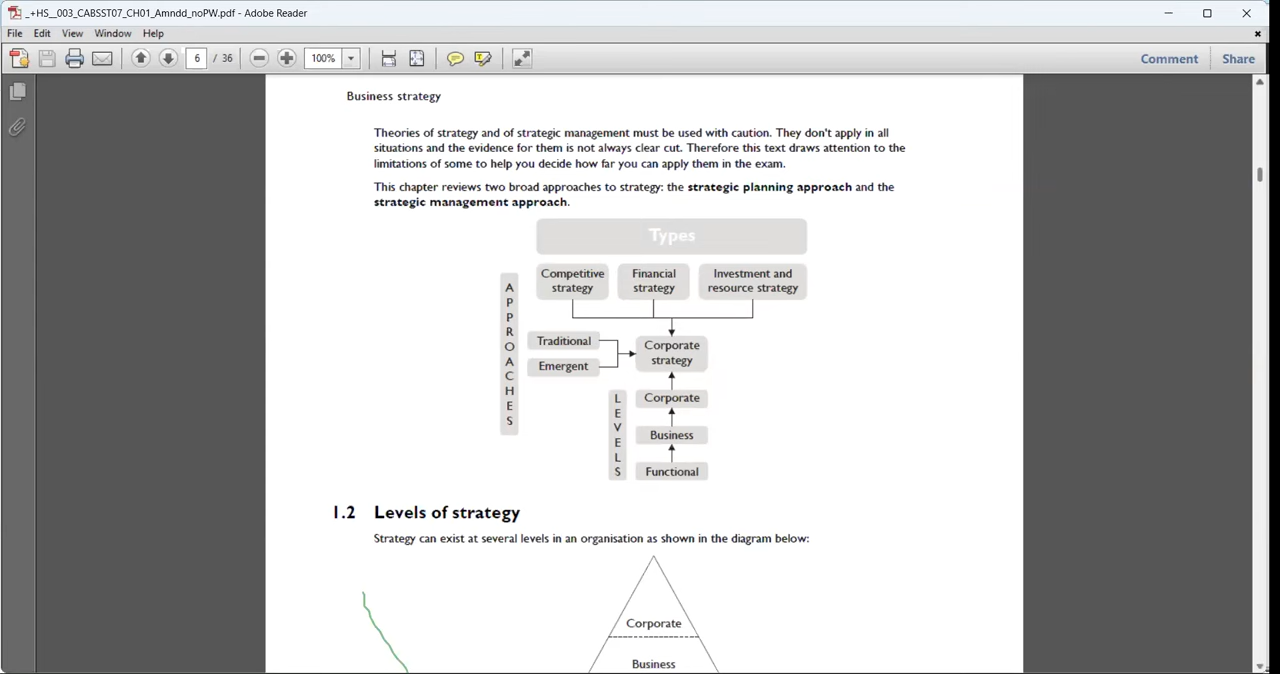 _+HS__003_CABSST07_CH01_Amndd_noPW.pdf - Adobe Reader
File Edit View Window Help
6 / 36 100% Comment Share
Business strategy
Theories of strategy and of strategic management must be used with caution. They don't apply in all
situations and the evidence for them is not always clear cut. Therefore this text draws attention to the
limitations of some to help you decide how far you can apply them in the exam.
This chapter reviews two broad approaches to strategy: the strategic planning approach and the
strategic management approach.
Types
Competitive
strategy
Financial
strategy
Investment and
resource strategy
APPROACHES
Traditional
Emergent
Corporate
strategy
LEVELS
Corporate
Business
Functional
1.2 Levels of strategy
Strategy can exist at several levels in an organisation as shown in the diagram below:
Corporate
Business